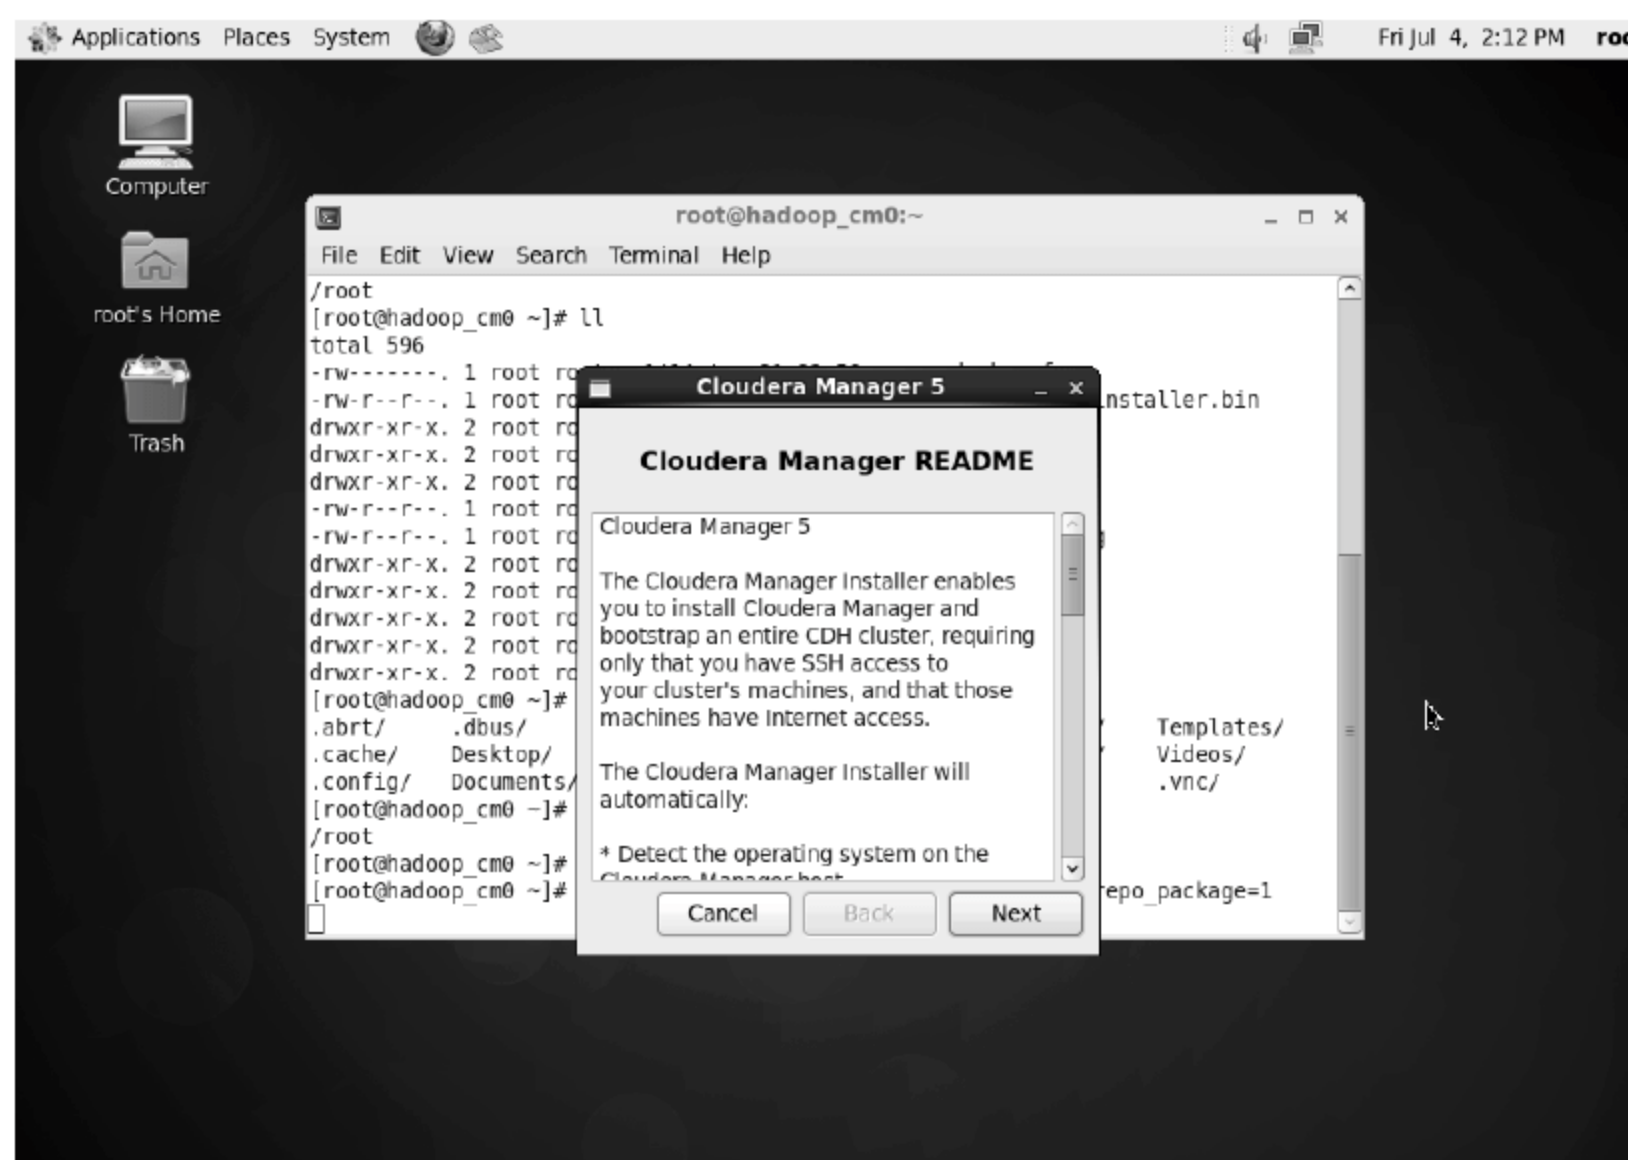 Applications Places System Fri Jul 4, 2:12 PM
Computer
root's Home
Trash
root@hadoop_cm0:~
File Edit View Search Terminal Help
/root
[root@hadoop_cm0 ~]# ll
total 596
-rw-------. 1 root
-rw-r--r--. 1 root nstaller.bin
drwxr-xr-x. 2 root
drwxr-xr-x. 2 root
drwxr-xr-x. 2 root
-rw-r--r--. 1 root
-rw-r--r--. 1 root
drwxr-xr-x. 2 root
drwxr-xr-x. 2 root
drwxr-xr-x. 2 root
drwxr-xr-x. 2 root
drwxr-xr-x. 2 root
[root@hadoop_cm0 ~]#
.abrt/ .dbus/ Templates/
.cache/ Desktop/ Videos/
.config/ Documents/ .vnc/
[root@hadoop_cm0 ~]#
/root
[root@hadoop_cm0 ~]#
[root@hadoop_cm0 ~]# repo_package=1
Cloudera Manager 5
Cloudera Manager README
Cloudera Manager 5
The Cloudera Manager Installer enables
you to install Cloudera Manager and
bootstrap an entire CDH cluster, requiring
only that you have SSH access to
your cluster's machines, and that those
machines have Internet access.
The Cloudera Manager Installer will
automatically:
* Detect the operating system on the
Cloudera Manager host
Cancel Back Next